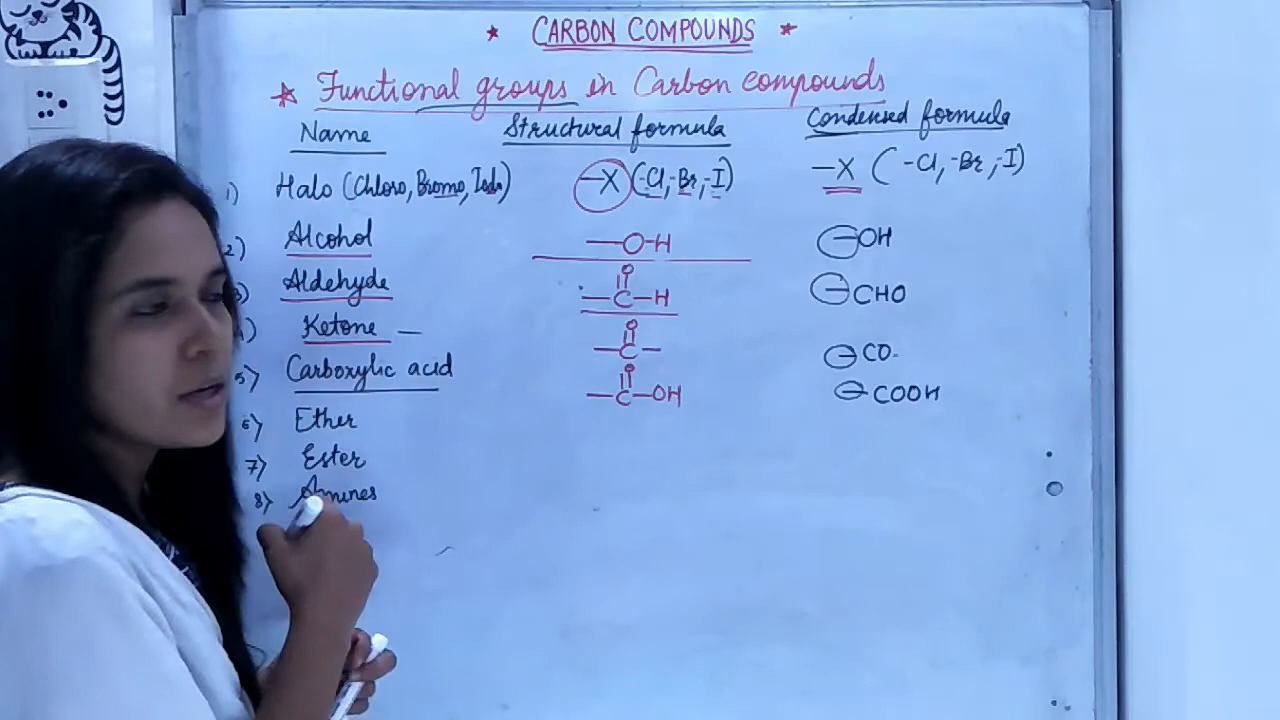 * CARBON COMPOUNDS *
* Functional groups in Carbon compounds
Name Structural formula Condensed formula
1) Halo (Chloro, Bromo, Iodo) —X (-Cl, -Br, -I) —X (-Cl, -Br, -I)
2) Alcohol —O-H —OH
3) Aldehyde —C(=O)—H —CHO
4) Ketone — —C(=O)— —CO-
5) Carboxylic acid —C(=O)—OH —COOH
6) Ether
7) Ester
8) Amines